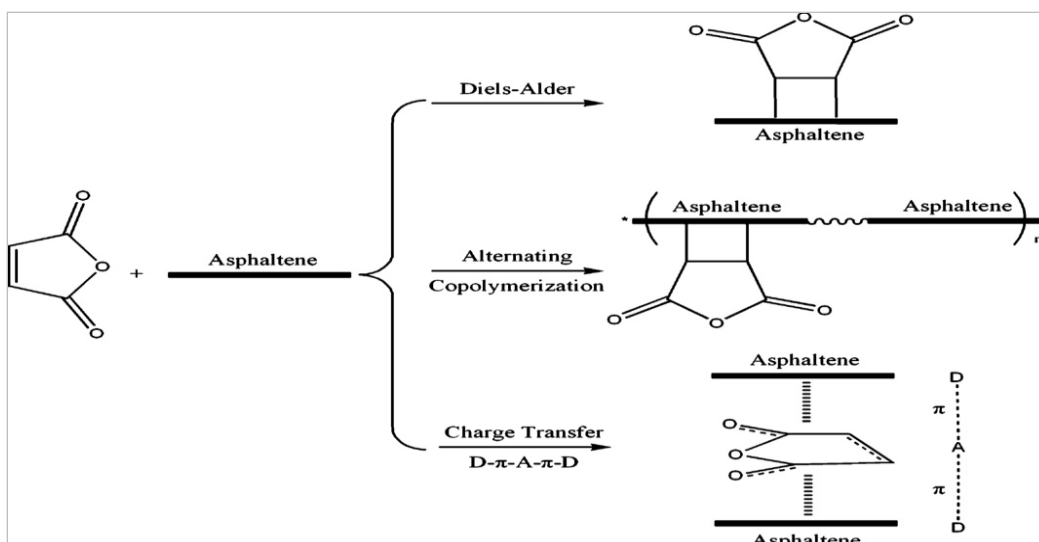 O
O
O
Diels-Alder
Asphaltene
O
O
O
+
Asphaltene
*
Asphaltene
Asphaltene
n
Alternating
Copolymerization
O
O
O
Asphaltene
D
π
Charge Transfer
D-π-A-π-D
O
O
O
A
π
D
Asphaltene